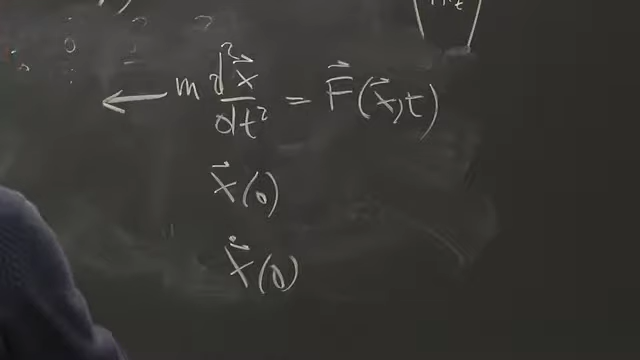 ← m d²x⃗/dt² = F⃗(x⃗,t)
x⃗(0)
ẋ⃗(0)